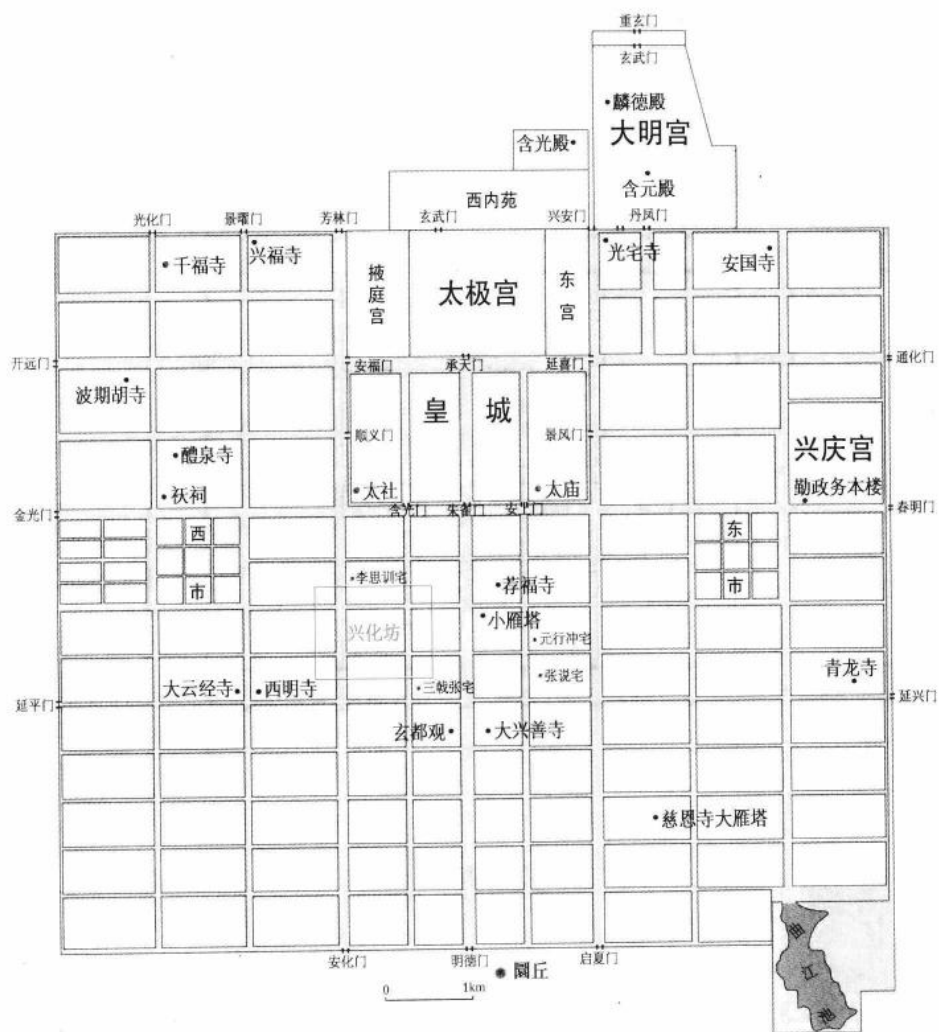 重玄门
玄武门
麟德殿
大明宫
含光殿
含元殿
西内苑
光化门
景曜门
芳林门
玄武门
兴安门
丹凤门
千福寺
兴福寺
掖庭宫
太极宫
东宫
光宅寺
安国寺
开远门
安福门
承天门
延喜门
通化门
波期胡寺
皇城
顺义门
景风门
兴庆宫
醴泉寺
祆祠
太社
太庙
勤政务本楼
金光门
含光门
朱雀门
安上门
春明门
西市
东市
李思训宅
荐福寺
兴化坊
小雁塔
元行冲宅
大云经寺
西明寺
三戟张宅
张说宅
青龙寺
延平门
延兴门
玄都观
大兴善寺
慈恩寺大雁塔
安化门
明德门
启夏门
圜丘
曲江池
0 1km